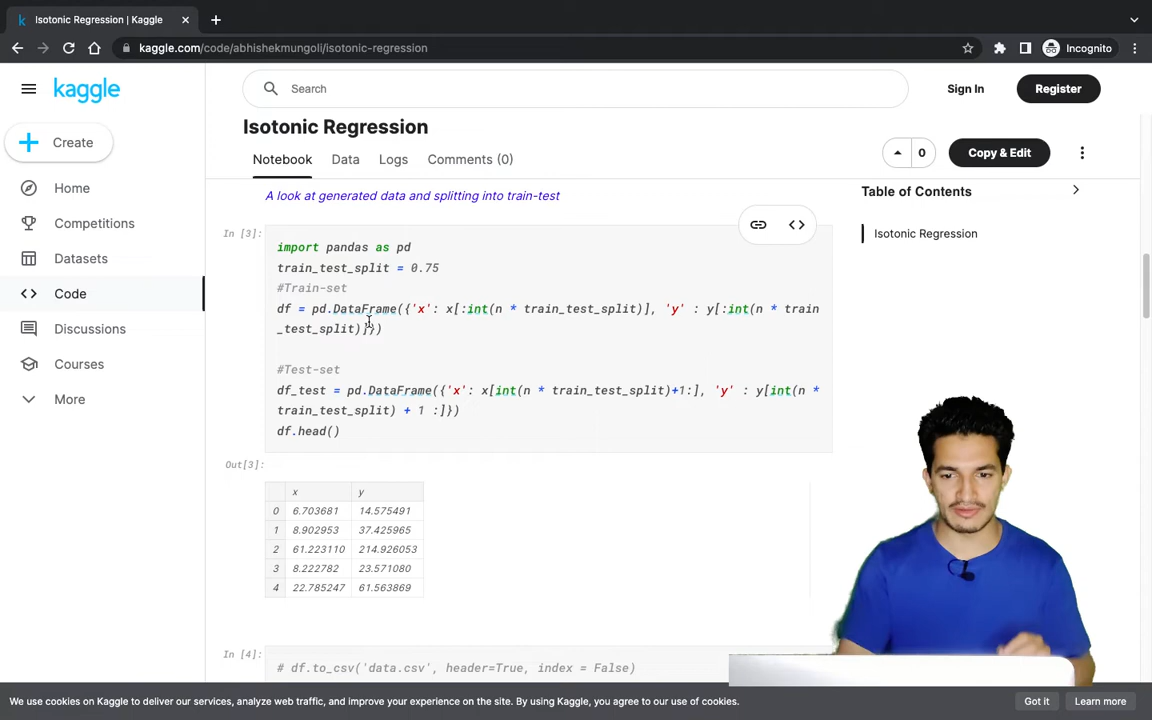 Isotonic Regression | Kaggle
kaggle.com/code/abhishekmungoli/isotonic-regression
Incognito
kaggle
Search
Sign In
Register
Create
Home
Competitions
Datasets
Code
Discussions
Courses
More
Isotonic Regression
Notebook Data Logs Comments (0)
0
Copy & Edit
A look at generated data and splitting into train-test
Table of Contents
Isotonic Regression
In [3]:
import pandas as pd
train_test_split = 0.75
#Train-set
df = pd.DataFrame({'x': x[:int(n * train_test_split)], 'y' : y[:int(n * train
_test_split)]})
#Test-set
df_test = pd.DataFrame({'x': x[int(n * train_test_split)+1:], 'y' : y[int(n *
train_test_split) + 1 :]})
df.head()
Out[3]:
x y
0 6.703681 14.575491
1 8.902953 37.425965
2 61.223110 214.926053
3 8.222782 23.571080
4 22.785247 61.563869
In [4]:
# df.to_csv('data.csv', header=True, index = False)
We use cookies on Kaggle to deliver our services, analyze web traffic, and improve your experience on the site. By using Kaggle, you agree to our use of cookies.
Got it
Learn more